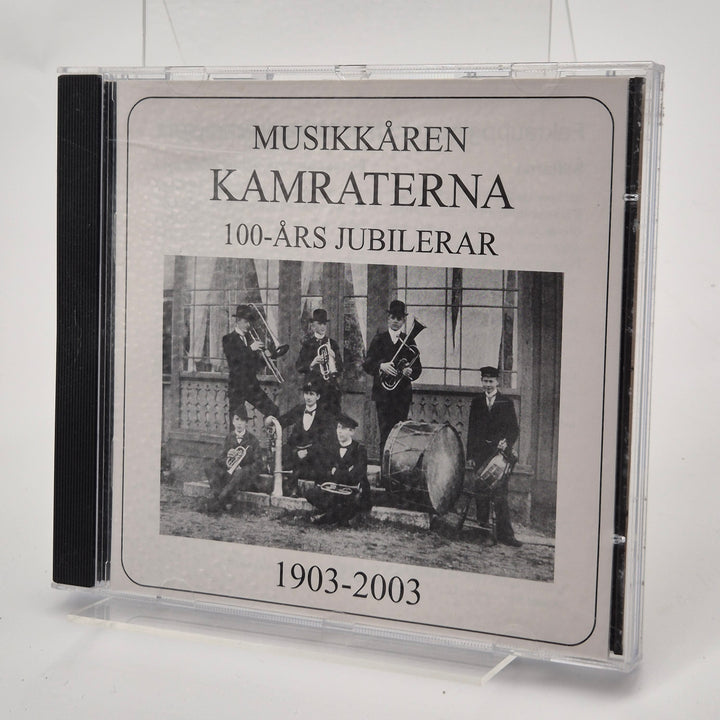 MUSIKKÅREN
KAMRATERNA
100-ÅRS JUBILERAR
1903-2003